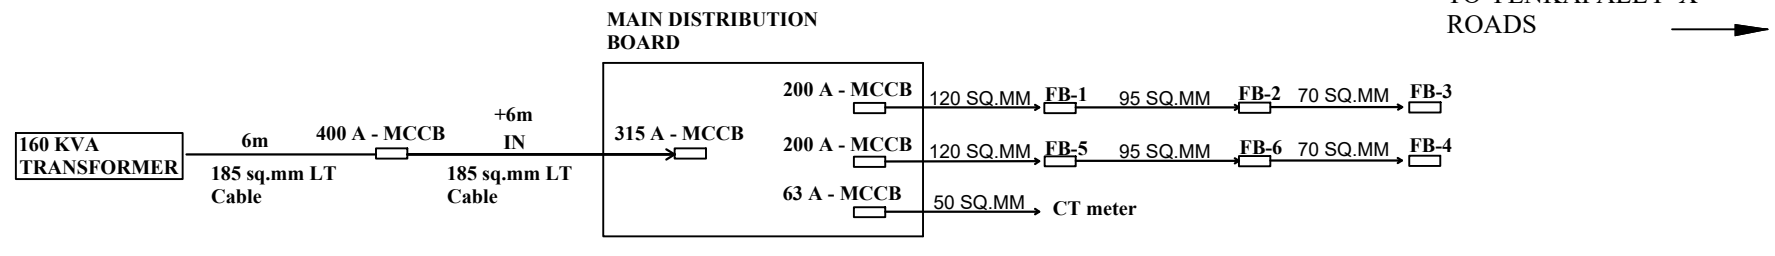 MAIN DISTRIBUTION
BOARD
ROADS
200 A - MCCB
120 SQ.MM
FB-1
95 SQ.MM
FB-2
70 SQ.MM
FB-3
+6m
160 KVA
TRANSFORMER
6m
400 A - MCCB
IN
315 A - MCCB
185 sq.mm LT
Cable
185 sq.mm LT
Cable
200 A - MCCB
120 SQ.MM
FB-5
95 SQ.MM
FB-6
70 SQ.MM
FB-4
63 A - MCCB
50 SQ.MM
CT meter